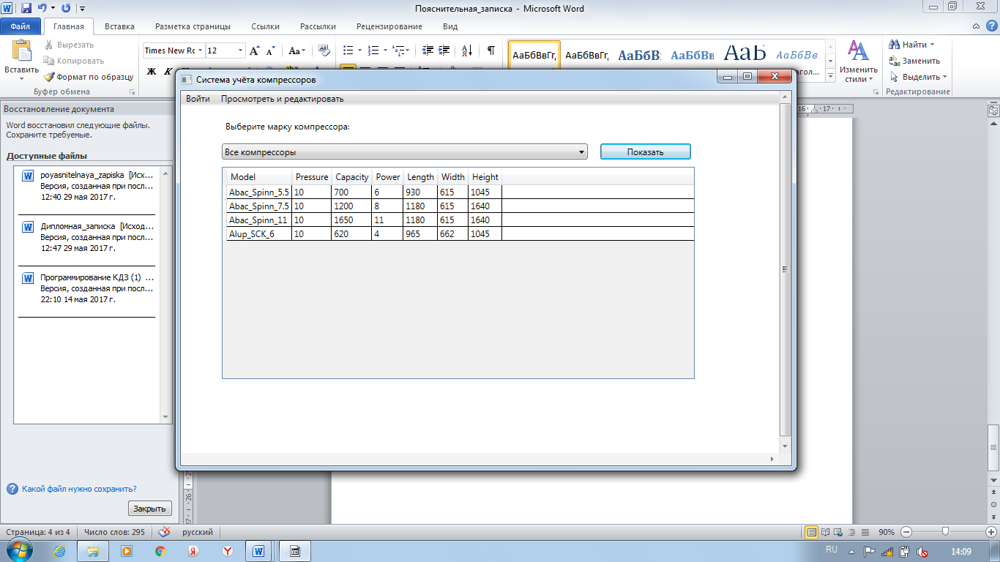 Пояснительная_записка - Microsoft Word
Файл Главная Вставка Разметка страницы Ссылки Рассылки Рецензирование Вид
Вставить
Вырезать
Копировать
Формат по образцу
Буфер обмена
Times New Ro 12
Ж К
АаБбВвГг, АаБбВвГг, АаБбВ АаБбВв АаБ АаБбВв.
Изменить стили
Найти
Заменить
Выделить
Редактирование
Восстановление документа
Word восстановил следующие файлы.
Сохраните требуемые.
Доступные файлы
poyasnitelnaya_zapiska [Исх...
Версия, созданная при посл...
12:40 29 мая 2017 г.
Дипломная_записка [Исход...
Версия, созданная при посл...
12:47 29 мая 2017 г.
Программирование КДЗ (1) ...
Версия, созданная при посл...
22:10 14 мая 2017 г.
Какой файл нужно сохранить?
Закрыть
Система учёта компрессоров
Войти Просмотреть и редактировать
Выберите марку компрессора:
Все компрессоры Показать
Model Pressure Capacity Power Length Width Height
Abac_Spinn_5.5 10 700 6 930 615 1045
Abac_Spinn_7.5 10 1200 8 1180 615 1640
Abac_Spinn_11 10 1650 11 1180 615 1640
Alup_SCK_6 10 620 4 965 662 1045
16 17
26
27
Страница: 4 из 4 Число слов: 295 русский 90%
RU 14:09